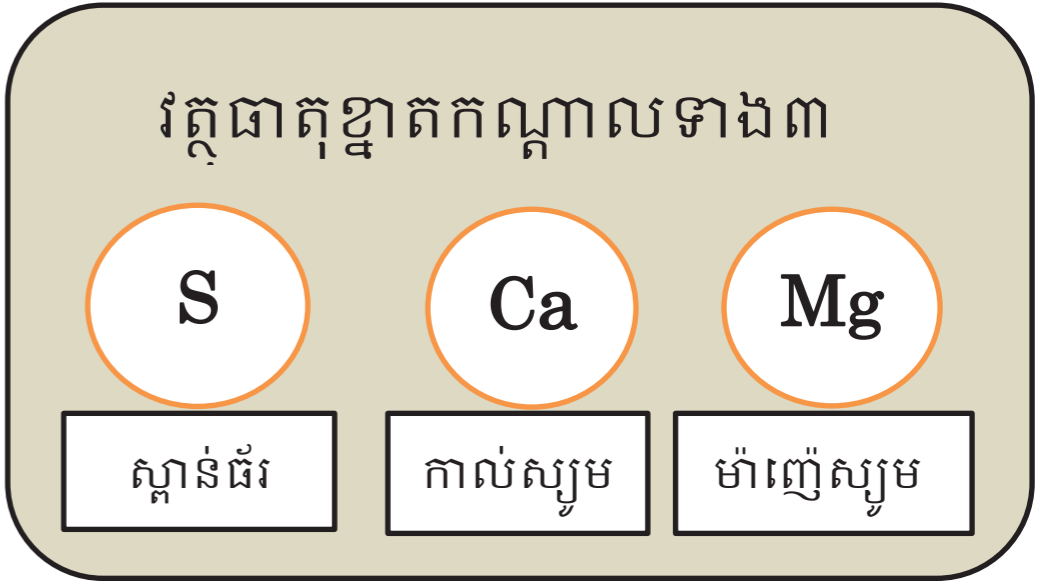 វត្ថុធាតុខ្នាតកណ្ដាលទាង៣
S Ca Mg
ស្ពាន់ធ័រ កាល់ស្យូម ម៉ាញ៉េស្យូម